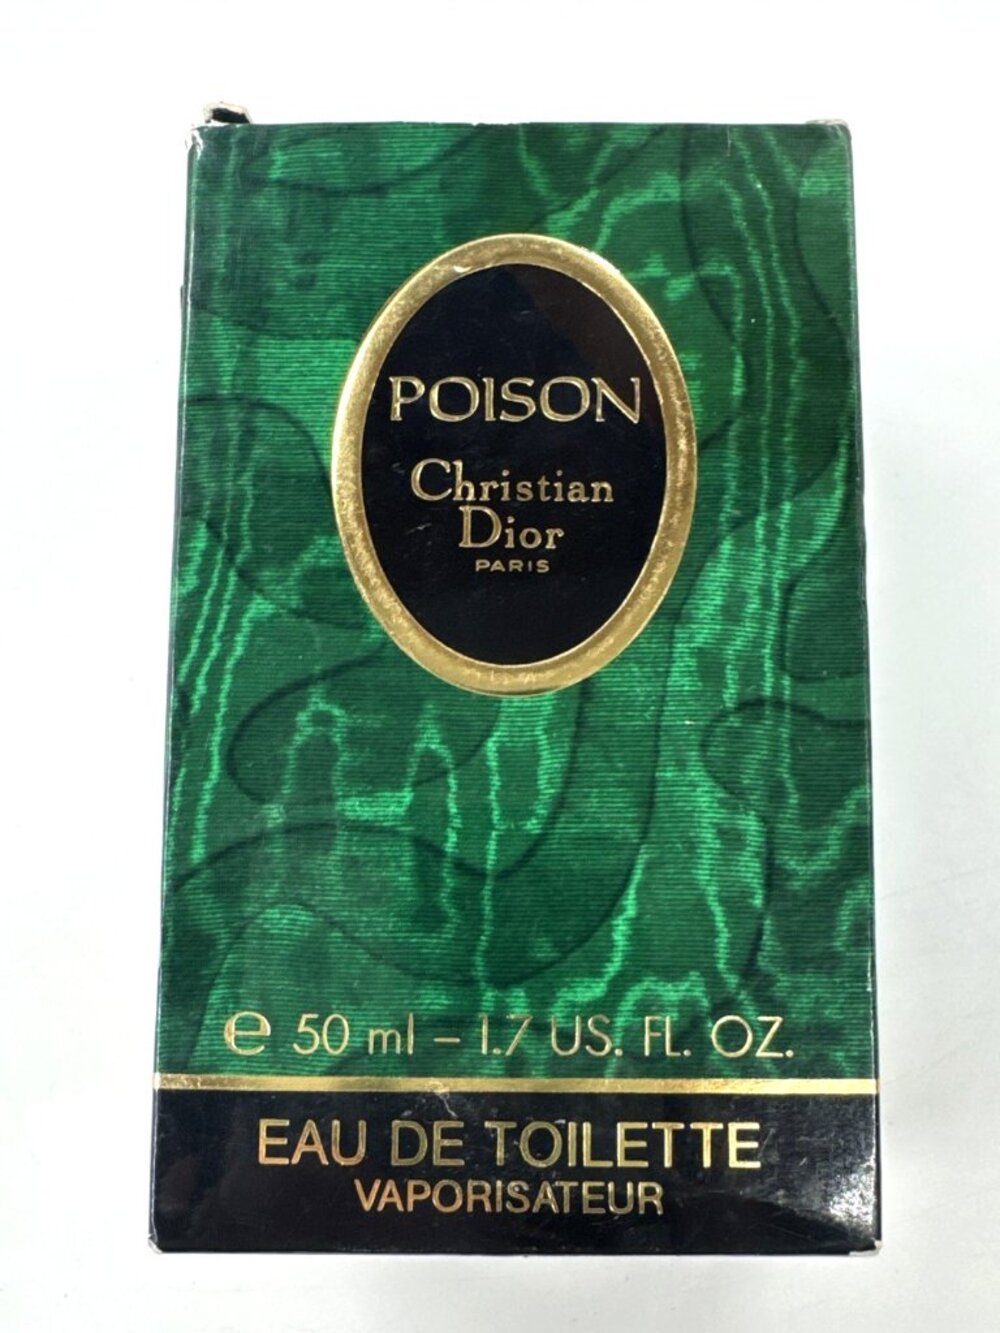 POISON
Christian
Dior
PARIS
e 50 ml – 1.7 US. FL. OZ.
EAU DE TOILETTE
VAPORISATEUR